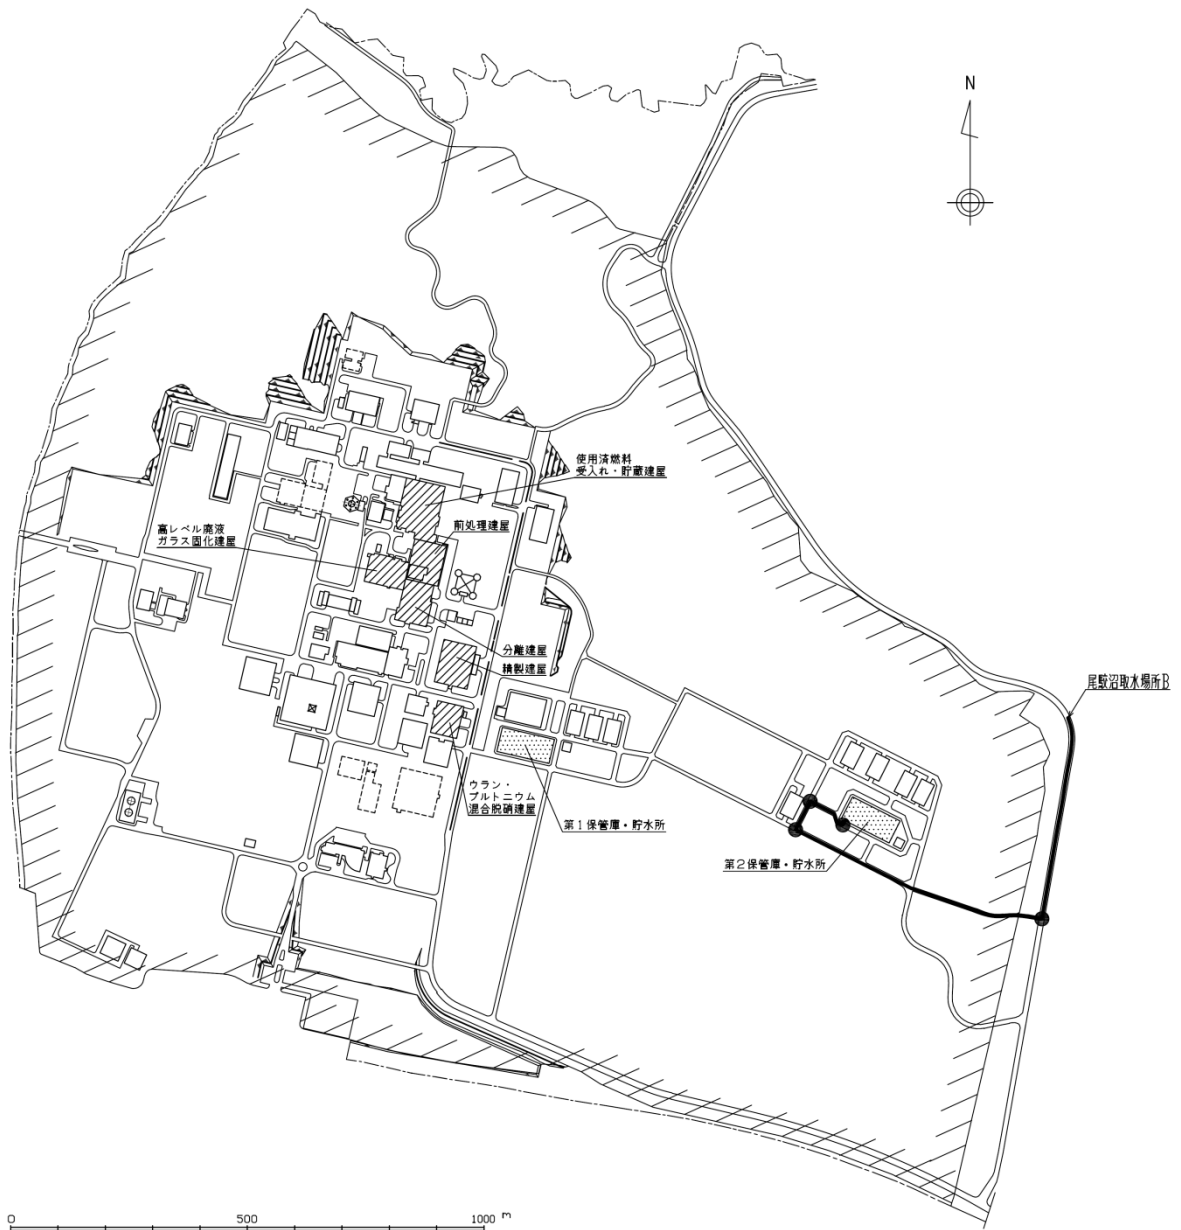 N
使用済燃料
受入れ・貯蔵建屋
高レベル廃液
ガラス固化建屋
前処理建屋
分離建屋
精製建屋
尾駮沼取水場所B
ウラン・
プルトニウム
混合脱硝建屋
第1保管庫・貯水所
第2保管庫・貯水所
0 500 1000 m